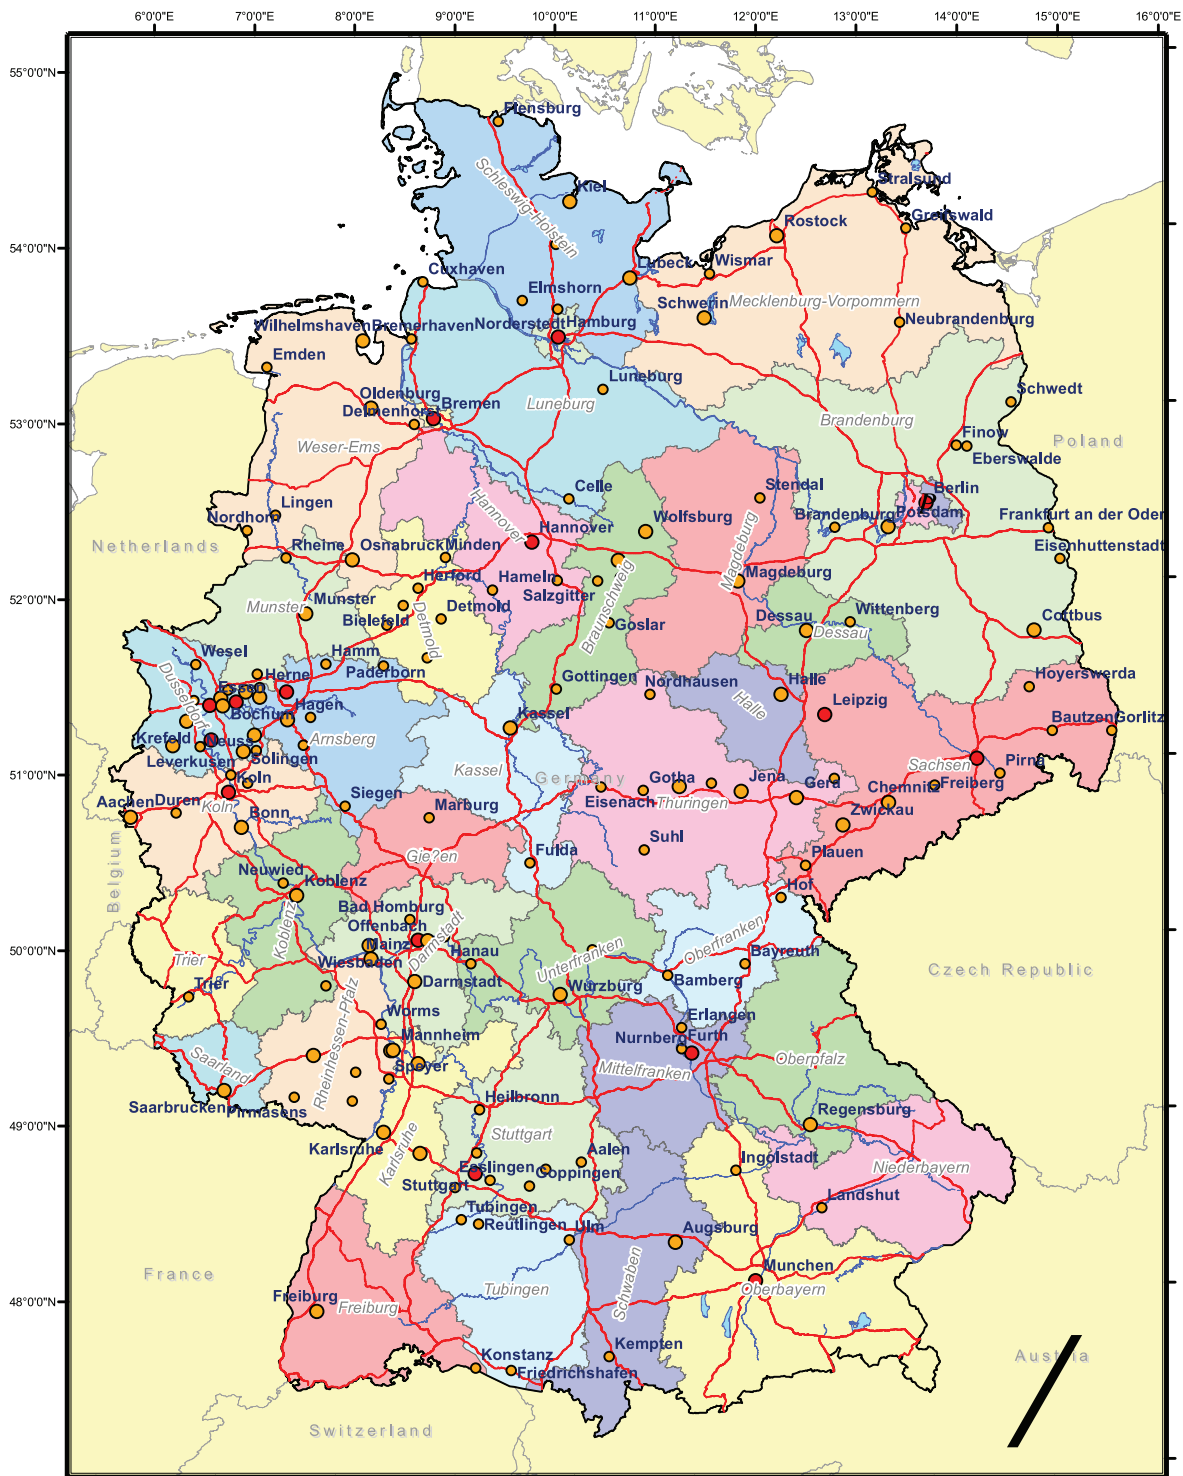 6°0'0"E 7°0'0"E 8°0'0"E 9°0'0"E 10°0'0"E 11°0'0"E 12°0'0"E 13°0'0"E 14°0'0"E 15°0'0"E 16°0'0"E
55°0'0"N
Flensburg
Schleswig-Holstein
Kiel
Stralsund
Greifswald
Rostock
54°0'0"N
Cuxhaven
Lubeck
Wismar
Elmshorn
Schwerin
Mecklenburg-Vorpommern
Neubrandenburg
Wilhelmshaven
Bremerhaven
Norderstedt
Hamburg
Emden
Luneburg
Schwedt
Oldenburg
Delmenhorst
Bremen
Luneburg
Brandenburg
53°0'0"N
Finow
Poland
Weser-Ems
Eberswalde
Celle
Stendal
Berlin
Lingen
Hannover
Nordhorn
Hannover
Wolfsburg
Brandenburg
Potsdam
Frankfurt an der Oder
Netherlands
Rheine
Osnabruck
Minden
Magdeburg
Eisenhuttenstadt
Herford
Hameln
Braunschweig
Magdeburg
52°0'0"N
Munster
Munster
Salzgitter
Detmold
Detmold
Bielefeld
Goslar
Dessau
Wittenberg
Dessau
Cottbus
Wesel
Hamm
Paderborn
Herne
Gottingen
Nordhausen
Halle
Halle
Hoyerswerda
Dusseldorf
Essen
Bochum
Hagen
Leipzig
Kassel
Bautzen
Gorlitz
Krefeld
Neuss
Arnsberg
Solingen
Leverkusen
Kassel
Sachsen
Pirna
51°0'0"N
Koln
Germany
Gotha
Jena
Gera
Chemnitz
Freiberg
Aachen
Duren
Koln
Siegen
Marburg
Eisenach
Thuringen
Zwickau
Bonn
Suhl
Belgium
Gie?en
Fulda
Plauen
Neuwied
Koblenz
Hof
Koblenz
Bad Homburg
Offenbach
Darmstadt
50°0'0"N
Mainz
Hanau
Unterfranken
Oberfranken
Bayreuth
Trier
Wiesbaden
Bamberg
Czech Republic
Trier
Darmstadt
Wurzburg
Rheinhessen-Pfalz
Worms
Erlangen
Mannheim
Nurnberg
Furth
Saarland
Speyer
Mittelfranken
Oberpfalz
Saarbrucken
Pirmasens
Heilbronn
Regensburg
49°0'0"N
Karlsruhe
Karlsruhe
Stuttgart
Aalen
Ingolstadt
Niederbayern
Esslingen
Goppingen
Stuttgart
Landshut
Tubingen
Reutlingen
Ulm
Augsburg
France
Munchen
Freiburg
Tubingen
Schwaben
Oberbayern
48°0'0"N
Freiburg
Kempten
Konstanz
Friedrichshafen
Austria
Switzerland